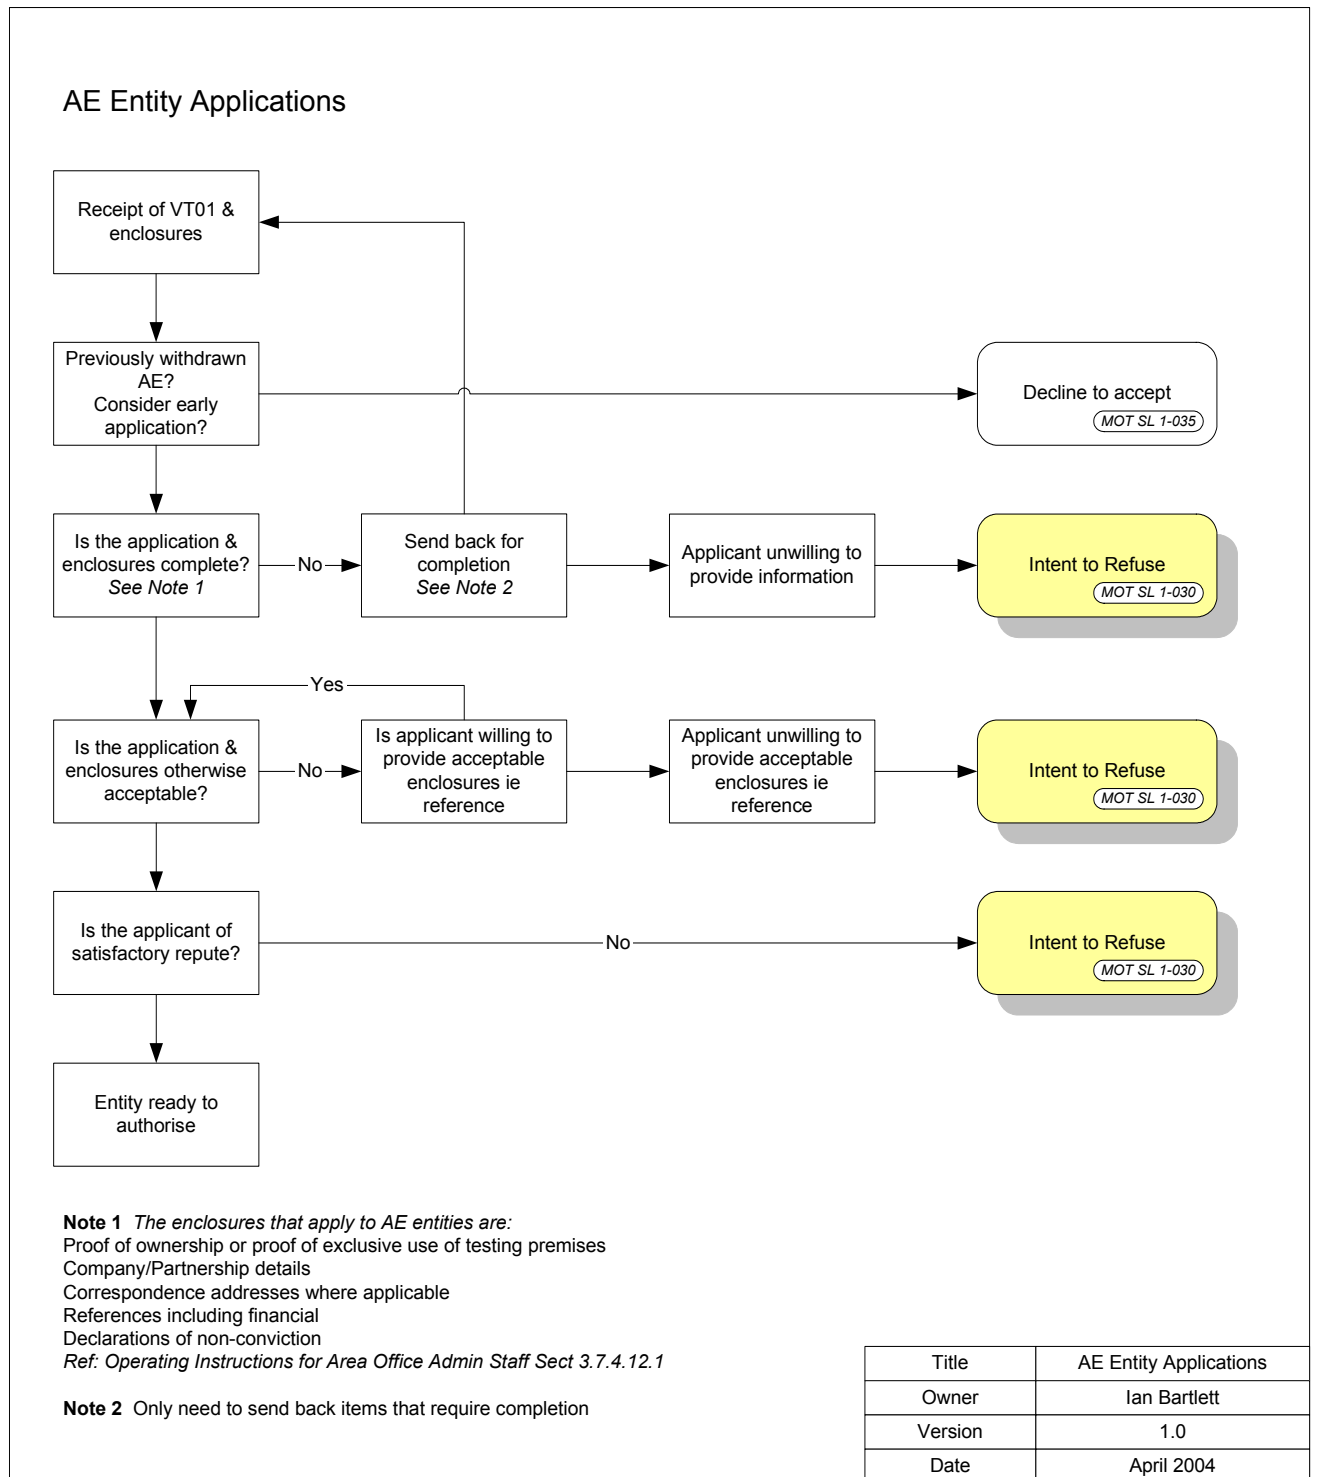 AE Entity Applications
Receipt of VT01 &
enclosures
Previously withdrawn
AE?
Consider early
application?
Decline to accept
MOT SL 1-035
Is the application &
enclosures complete?
See Note 1
No
Send back for
completion
See Note 2
Applicant unwilling to
provide information
Intent to Refuse
MOT SL 1-030
Yes
Is the application &
enclosures otherwise
acceptable?
No
Is applicant willing to
provide acceptable
enclosures ie
reference
Applicant unwilling to
provide acceptable
enclosures ie
reference
Intent to Refuse
MOT SL 1-030
Is the applicant of
satisfactory repute?
No
Intent to Refuse
MOT SL 1-030
Entity ready to
authorise
Note 1 The enclosures that apply to AE entities are:
Proof of ownership or proof of exclusive use of testing premises
Company/Partnership details
Correspondence addresses where applicable
References including financial
Declarations of non-conviction
Ref: Operating Instructions for Area Office Admin Staff Sect 3.7.4.12.1
Note 2 Only need to send back items that require completion
Title AE Entity Applications
Owner Ian Bartlett
Version 1.0
Date April 2004